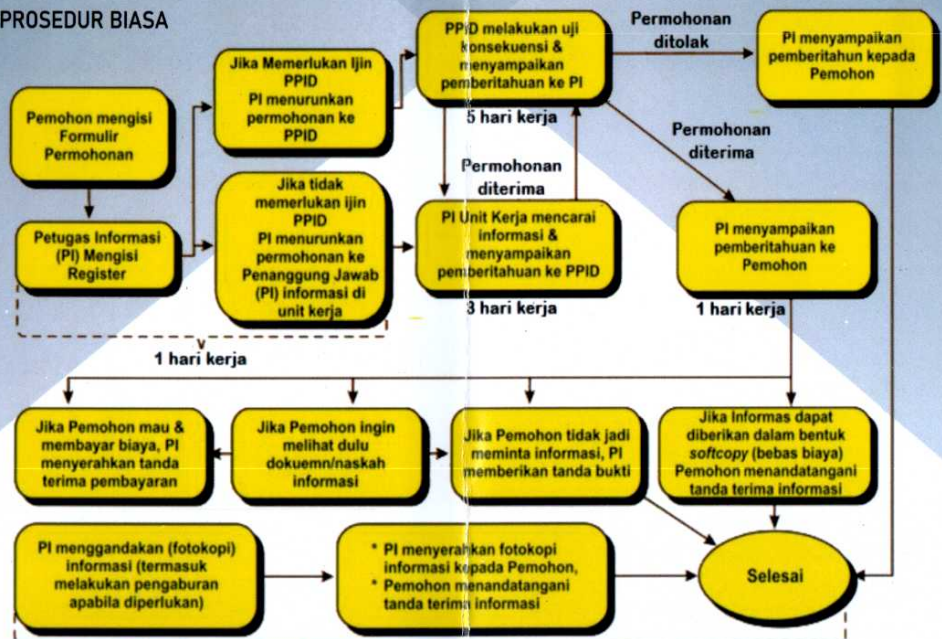 PROSEDUR BIASA
Pemohon mengisi
Formulir
Permohonan
Petugas Informasi
(PI) Mengisi
Register
Jika Memerlukan Ijin
PPID
PI menurunkan
permohonan ke
PPID
Jika tidak
memerlukan ijin
PPID
PI menurunkan
permohonan ke
Penanggung Jawab
(PI) informasi di
unit kerja
1 hari kerja
PPID melakukan uji
konsekuensi &
menyampaikan
pemberitahuan ke PI
5 hari kerja
Permohonan
diterima
PI Unit Kerja mencarai
informasi &
menyampaikan
pemberitahuan ke PPID
3 hari kerja
Permohonan
ditolak
PI menyampaikan
pemberitahun kepada
Pemohon
Permohonan
diterima
PI menyampaikan
pemberitahuan ke
Pemohon
1 hari kerja
Jika Pemohon mau &
membayar biaya, PI
menyerahkan tanda
terima pembayaran
Jika Pemohon ingin
melihat dulu
dokuemn/naskah
informasi
Jika Pemohon tidak jadi
meminta informasi, PI
memberikan tanda bukti
Jika Informas dapat
diberikan dalam bentuk
softcopy (bebas biaya)
Pemohon menandatangani
tanda terima informasi
PI menggandakan (fotokopi)
informasi (termasuk
melakukan pengaburan
apabila diperlukan)
* PI menyerahkan fotokopi
informasi kepada Pemohon,
* Pemohon menandatangani
tanda terima informasi
Selesai